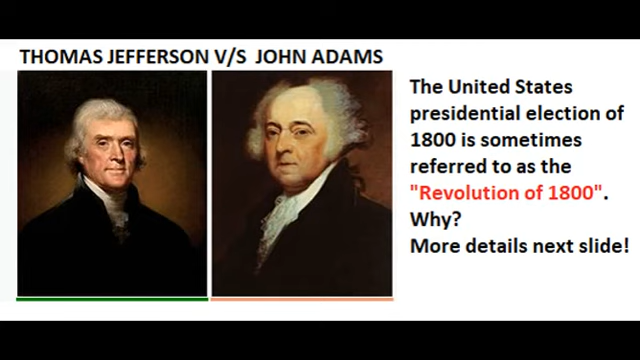 THOMAS JEFFERSON V/S JOHN ADAMS
The United States
presidential election of
1800 is sometimes
referred to as the
"Revolution of 1800".
Why?
More details next slide!